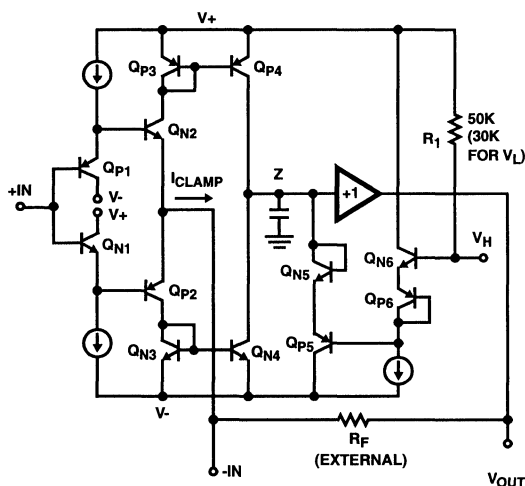 V+
QP3
QP4
QN2
50K
(30K
FOR VL)
R1
QP1
ICLAMP
Z
+1
+IN
V-
V+
VH
QN1
QN5
QN6
QP2
QP6
QN3
QN4
QP5
V-
RF
(EXTERNAL)
-IN
VOUT